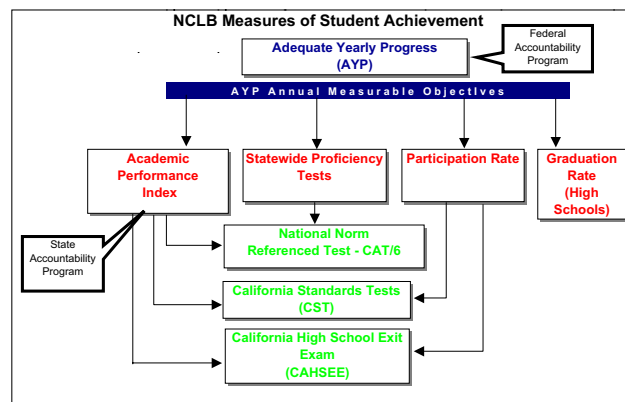 NCLB Measures of Student Achievement
Adequate Yearly Progress
(AYP)
Federal
Accountability
Program
AYP Annual Measurable Objectives
Academic
Performance
Index
Statewide Proficiency
Tests
Participation Rate
Graduation
Rate
(High
Schools)
State
Accountability
Program
National Norm
Referenced Test - CAT/6
California Standards Tests
(CST)
California High School Exit
Exam
(CAHSEE)